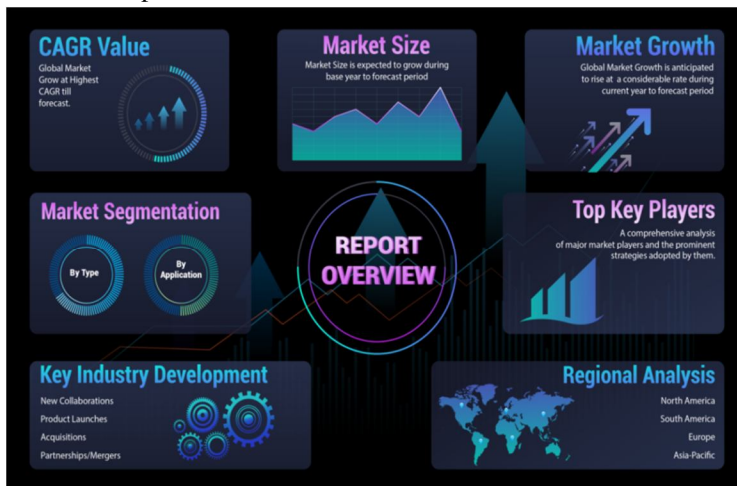 CAGR Value
Global Market
Grow at Highest
CAGR till
forecast.
Market Size
Market Size is expected to grow during
base year to forecast period
Market Growth
Global Market Growth is anticipated
to rise at a considerable rate during
current year to forecast period
Market Segmentation
By Type
By
Application
REPORT
OVERVIEW
Top Key Players
A comprehensive analysis
of major market players and the prominent
strategies adopted by them.
Key Industry Development
New Collaborations
Product Launches
Acquisitions
Partnerships/Mergers
Regional Analysis
North America
South America
Europe
Asia-Pacific